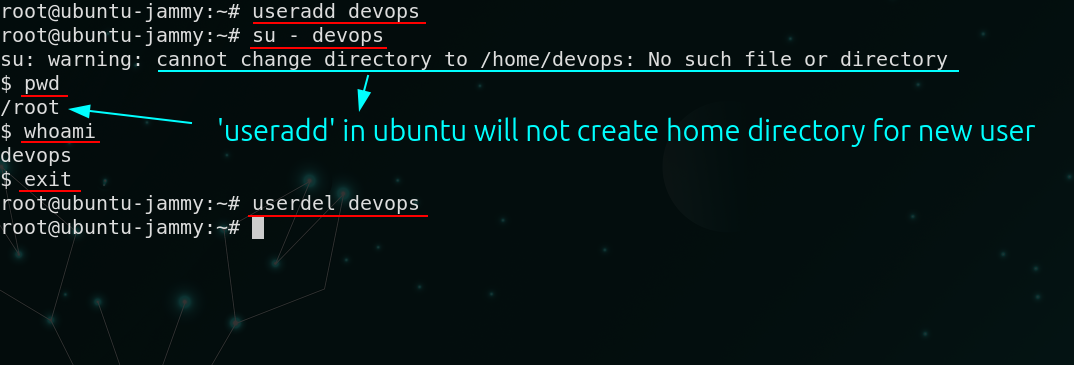 root@ubuntu-jammy:~# useradd devops
root@ubuntu-jammy:~# su - devops
su: warning: cannot change directory to /home/devops: No such file or directory
$ pwd
/root
'useradd' in ubuntu will not create home directory for new user
$ whoami
devops
$ exit
root@ubuntu-jammy:~# userdel devops
root@ubuntu-jammy:~#